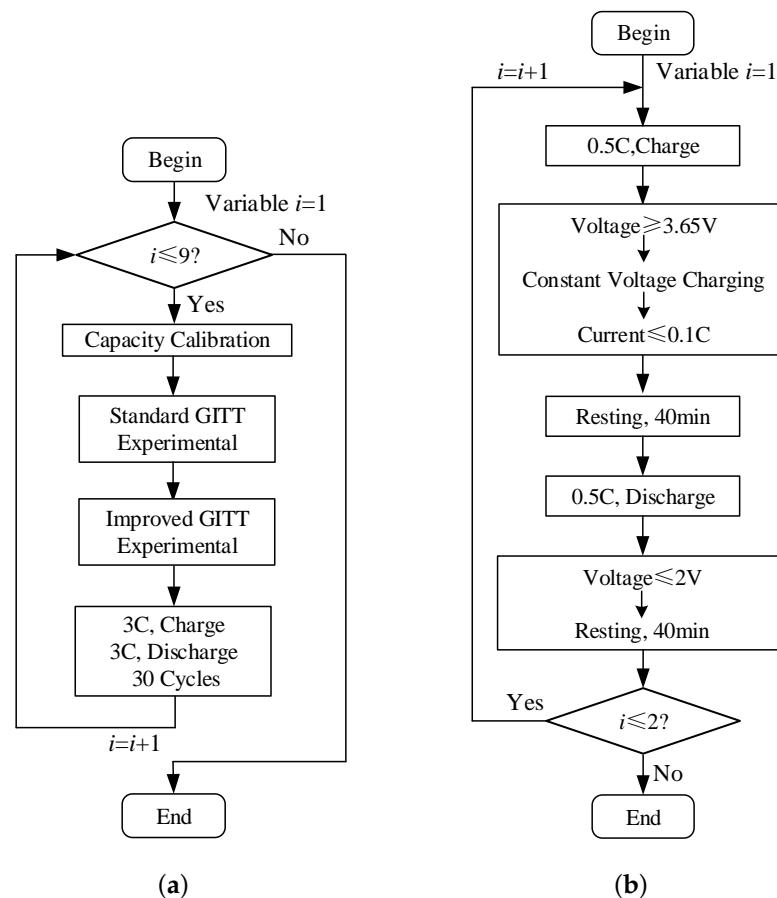 Begin
Variable i=1
i≤9?
No
Yes
Capacity Calibration
Standard GITT
Experimental
Improved GITT
Experimental
3C, Charge
3C, Discharge
30 Cycles
i=i+1
End
(a)
Begin
i=i+1
Variable i=1
0.5C,Charge
Voltage≥3.65V
Constant Voltage Charging
Current≤0.1C
Resting, 40min
0.5C, Discharge
Voltage≤2V
Resting, 40min
Yes
i≤2?
No
End
(b)